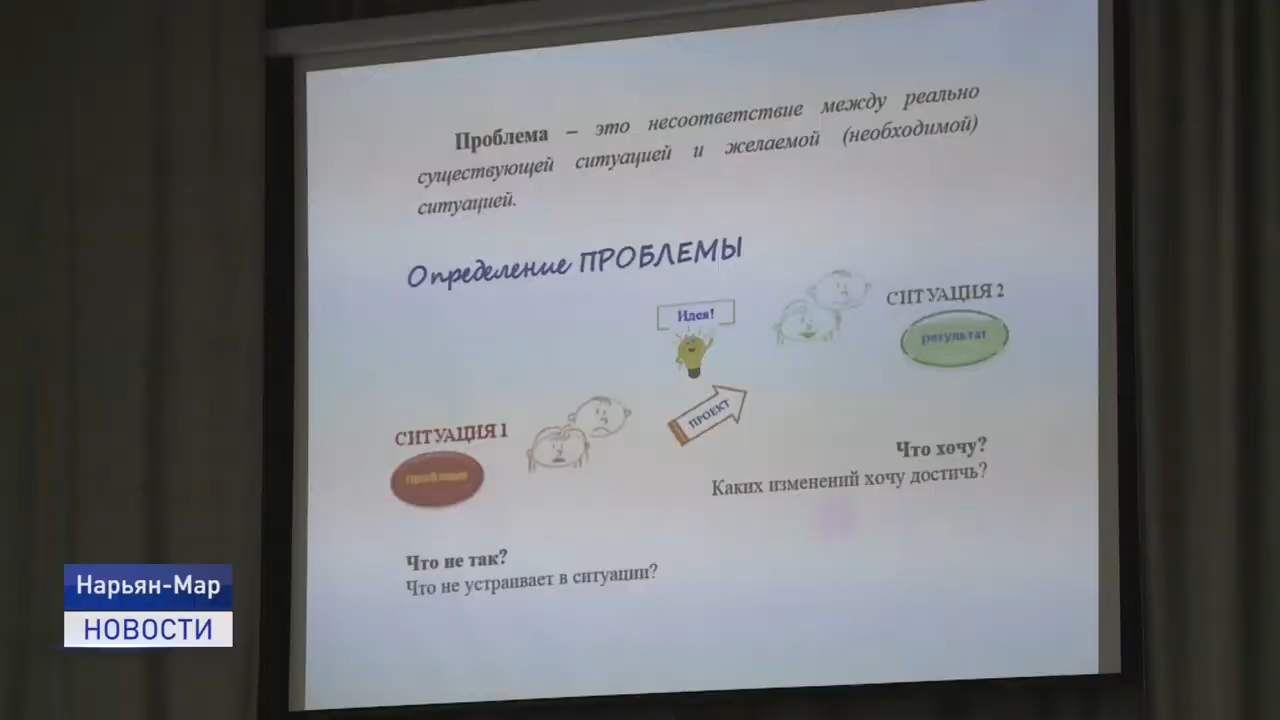 Проблема – это несоответствие между реально
существующей ситуацией и желаемой (необходимой)
ситуацией.
Определение ПРОБЛЕМЫ
Идея!
СИТУАЦИЯ 2
результат
ПРОЕКТ
СИТУАЦИЯ 1
проблема
Что хочу?
Каких изменений хочу достичь?
Что не так?
Что не устраивает в ситуации?
Нарьян-Мар
НОВОСТИ